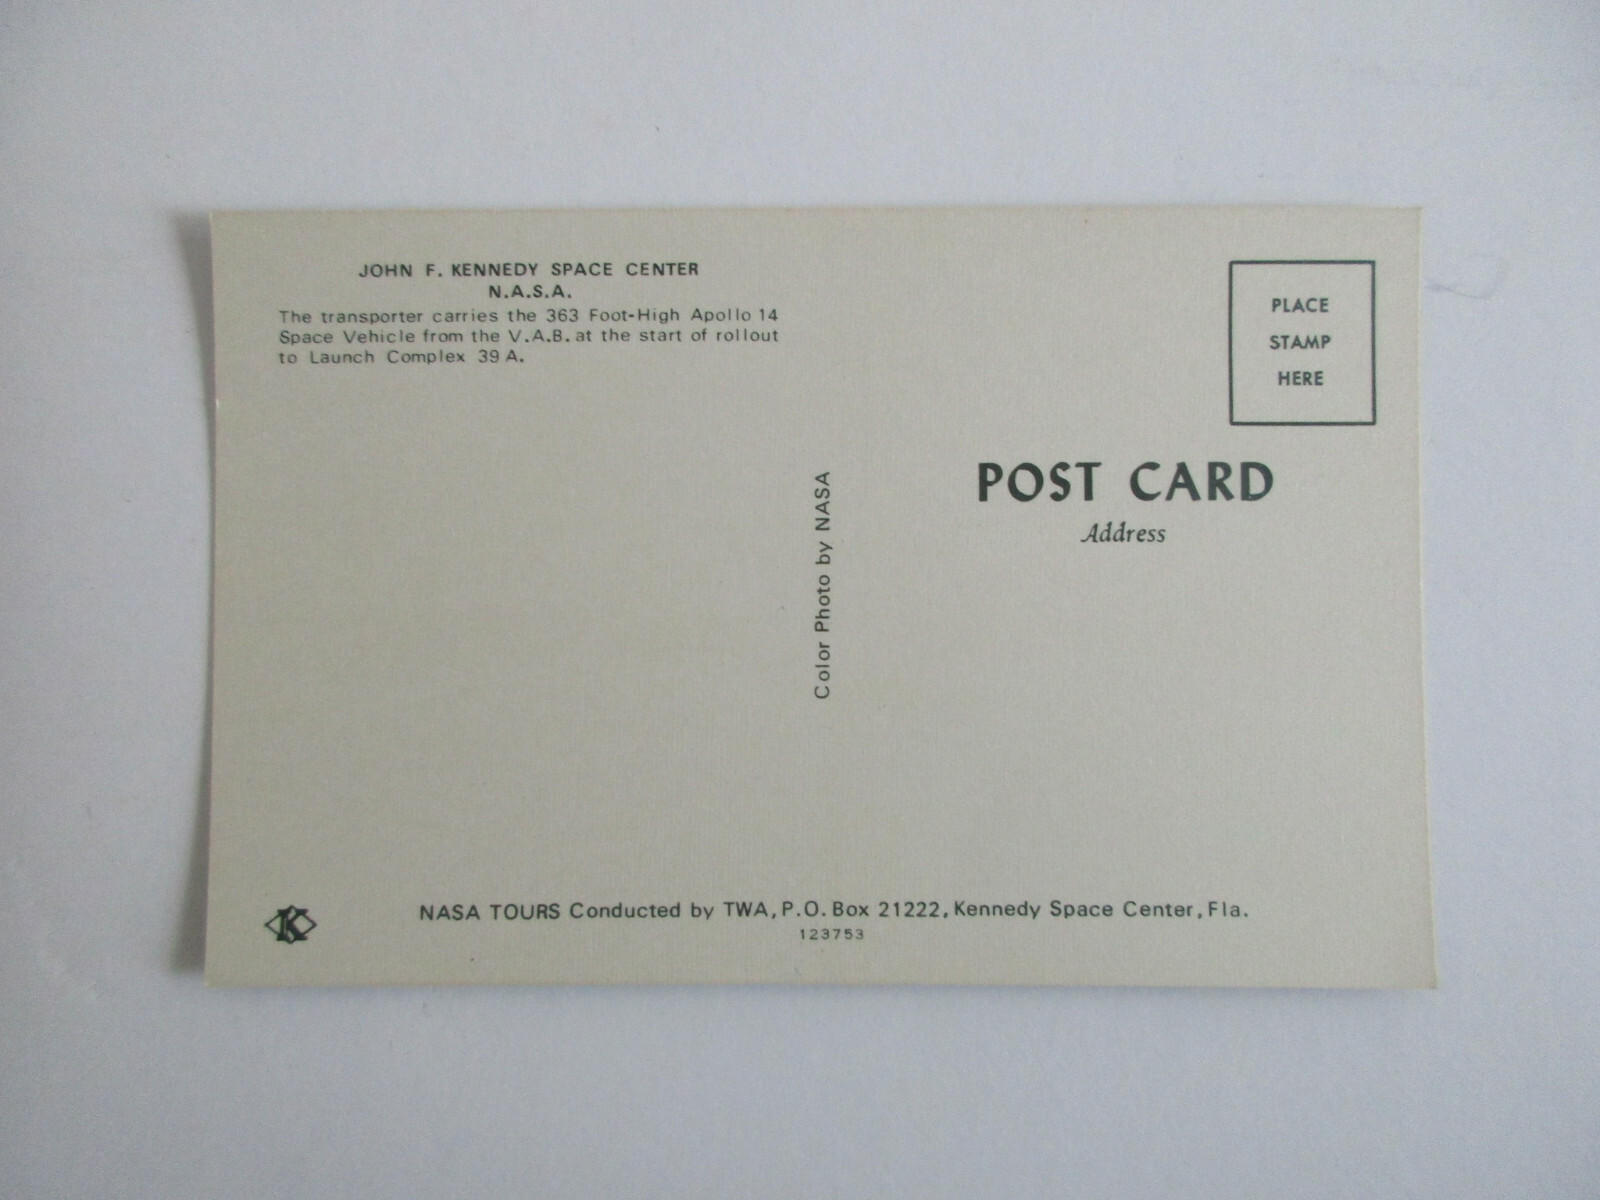 JOHN F. KENNEDY SPACE CENTER
N.A.S.A.
The transporter carries the 363 Foot-High Apollo 14
Space Vehicle from the V.A.B. at the start of rollout
to Launch Complex 39 A.
Color Photo by NASA
PLACE
STAMP
HERE
POST CARD
Address
K
NASA TOURS Conducted by TWA, P.O. Box 21222, Kennedy Space Center, Fla.
123753